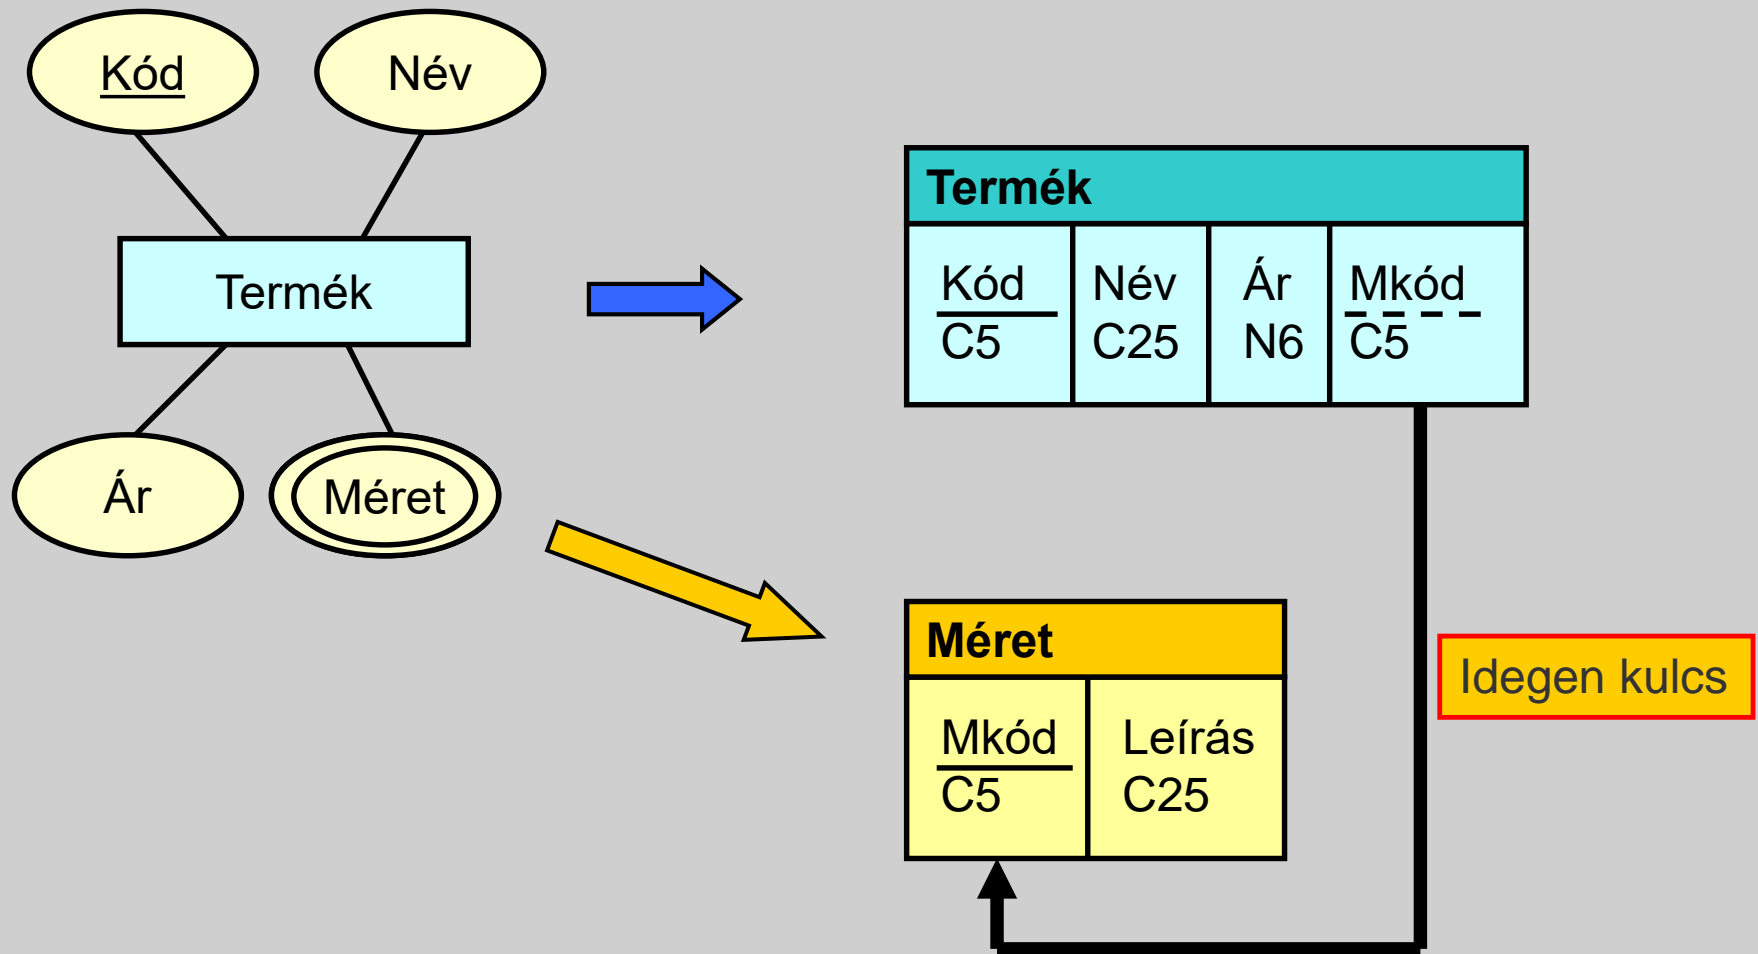 Kód
Név
Termék
Ár
Méret
Termék
Kód Név Ár Mkód
C5 C25 N6 C5
Méret
Mkód Leírás
C5 C25
Idegen kulcs